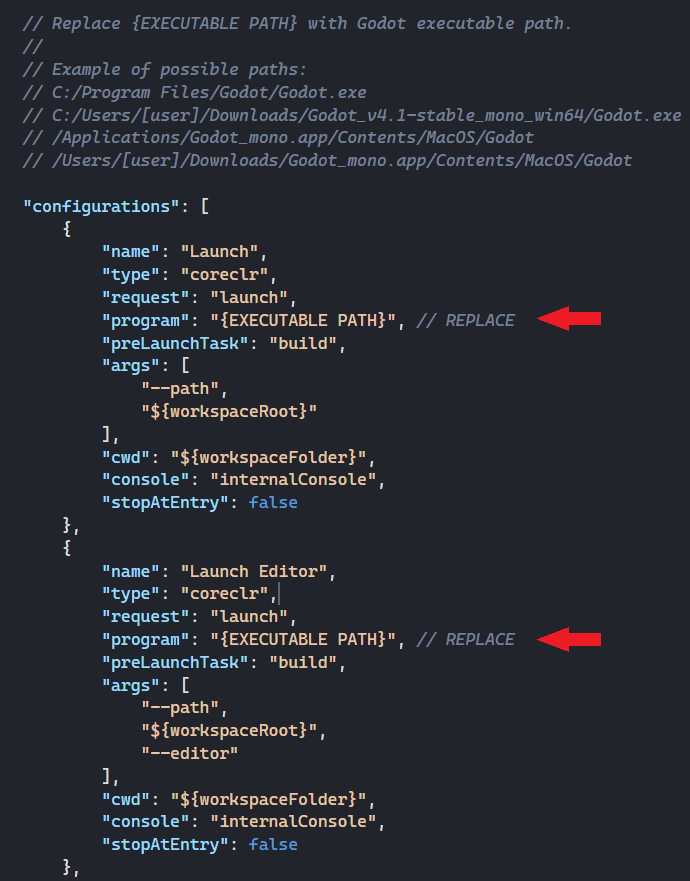 // Replace {EXECUTABLE PATH} with Godot executable path.
//
// Example of possible paths:
// C:/Program Files/Godot/Godot.exe
// C:/Users/[user]/Downloads/Godot_v4.1-stable_mono_win64/Godot.exe
// /Applications/Godot_mono.app/Contents/MacOS/Godot
// /Users/[user]/Downloads/Godot_mono.app/Contents/MacOS/Godot
"configurations": [
{
"name": "Launch",
"type": "coreclr",
"request": "launch",
"program": "{EXECUTABLE PATH}", // REPLACE
"preLaunchTask": "build",
"args": [
"--path",
"${workspaceRoot}"
],
"cwd": "${workspaceFolder}",
"console": "internalConsole",
"stopAtEntry": false
},
{
"name": "Launch Editor",
"type": "coreclr",
"request": "launch",
"program": "{EXECUTABLE PATH}", // REPLACE
"preLaunchTask": "build",
"args": [
"--path",
"${workspaceRoot}",
"--editor"
],
"cwd": "${workspaceFolder}",
"console": "internalConsole",
"stopAtEntry": false
},